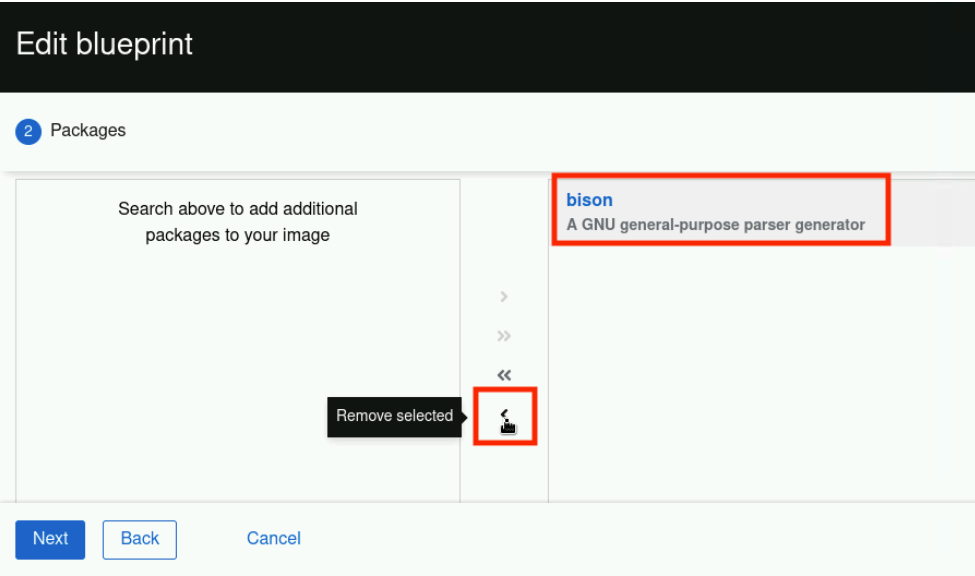 Edit blueprint
2 Packages
Search above to add additional
packages to your image
bison
A GNU general-purpose parser generator
Remove selected
Next Back Cancel